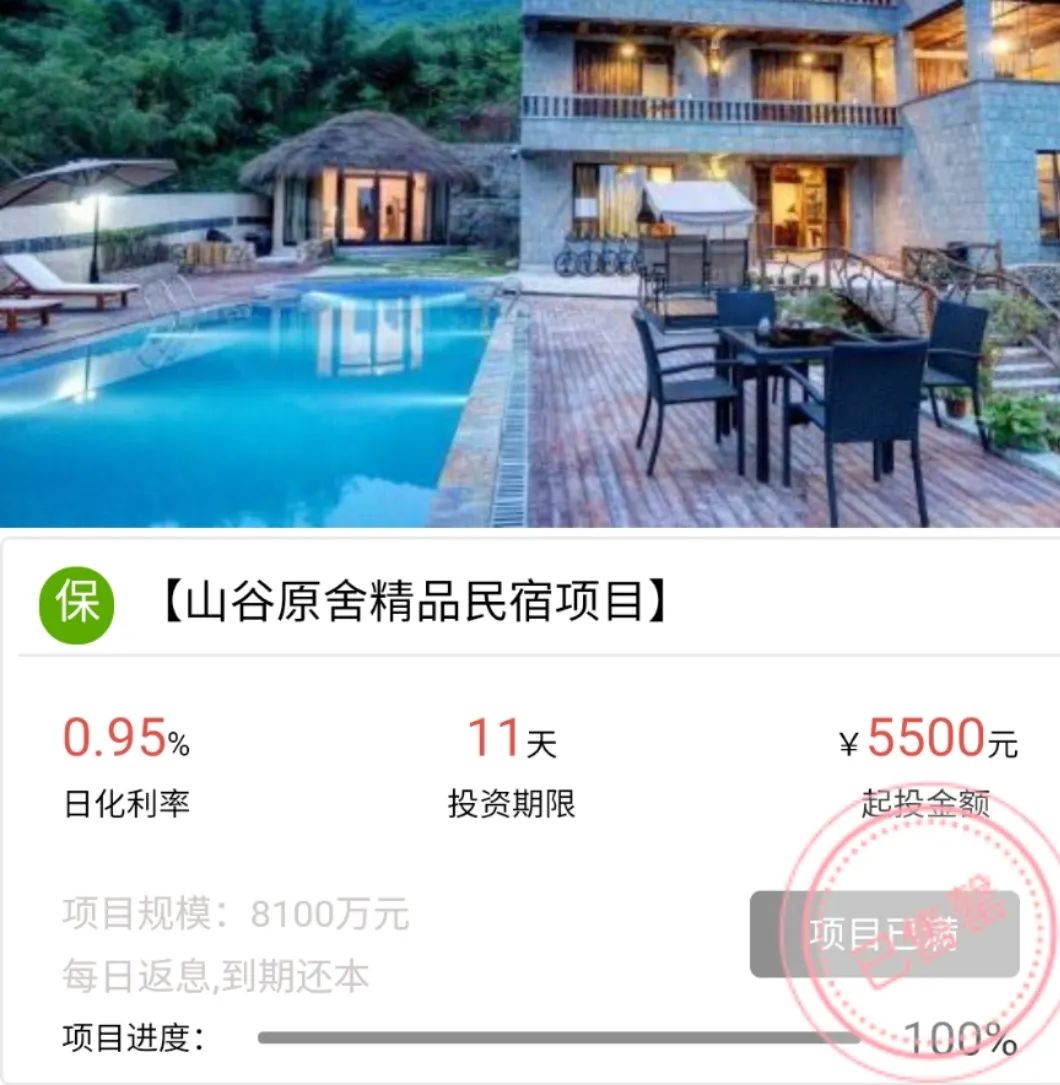 保 【山谷原舍精品民宿项目】
0.95% 11天 ¥5500元
日化利率 投资期限 起投金额
项目规模：8100万元
项目已满
已售罄
每日返息,到期还本
项目进度： 100%